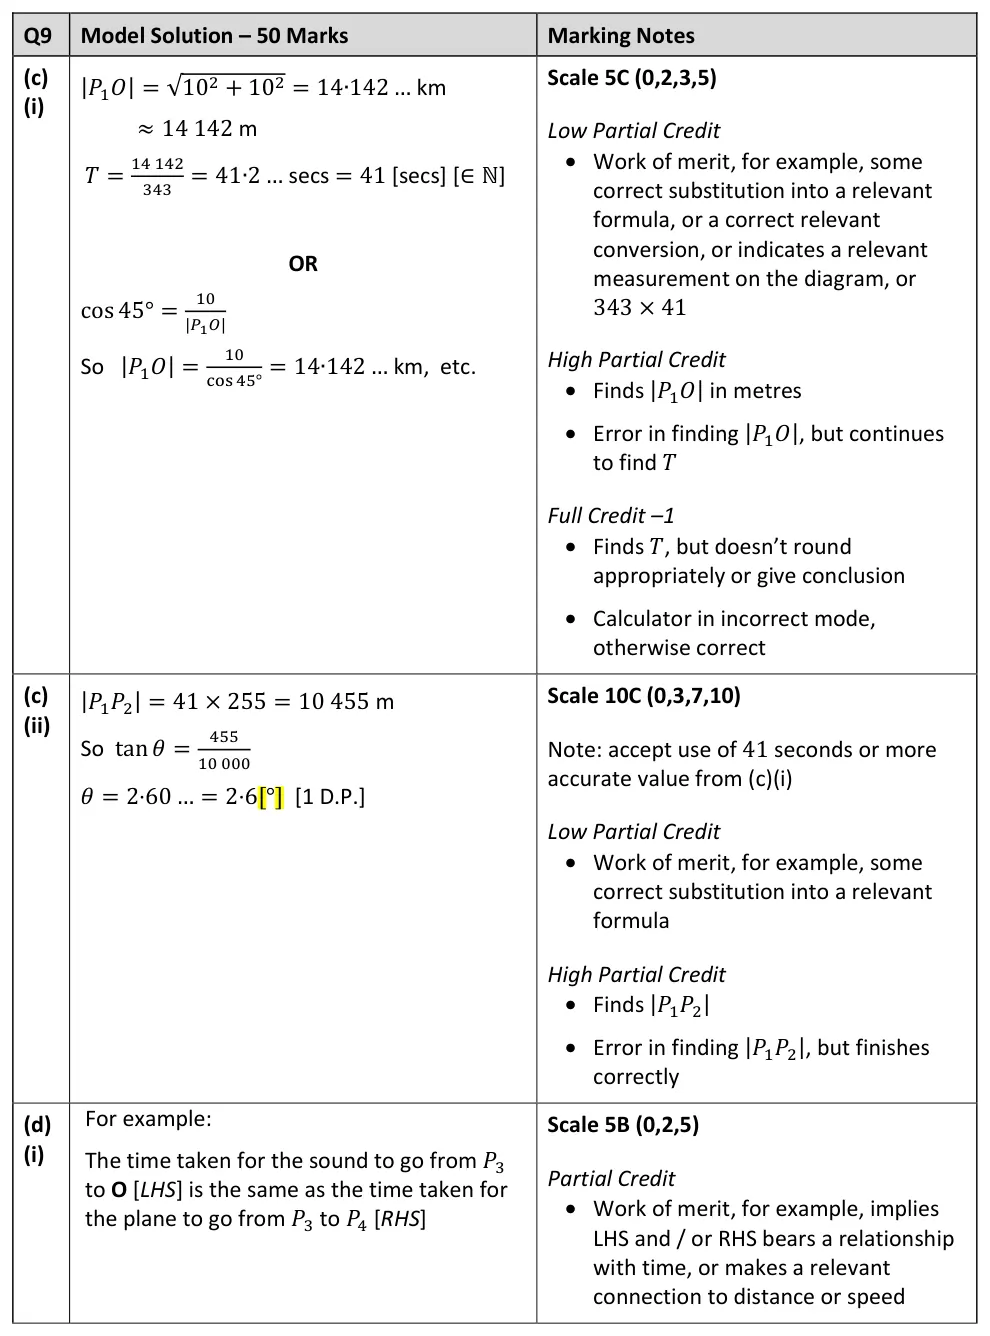 Q9 Model Solution – 50 Marks Marking Notes
(c)
(i)
|P₁O| = √(10² + 10²) = 14·142 … km
≈ 14 142 m
T = 14 142/343 = 41·2 … secs = 41 [secs] [∈ ℕ]
OR
cos 45° = 10/|P₁O|
So |P₁O| = 10/cos 45° = 14·142 … km, etc.
Scale 5C (0,2,3,5)
Low Partial Credit
• Work of merit, for example, some
correct substitution into a relevant
formula, or a correct relevant
conversion, or indicates a relevant
measurement on the diagram, or
343 × 41
High Partial Credit
• Finds |P₁O| in metres
• Error in finding |P₁O|, but continues
to find T
Full Credit –1
• Finds T, but doesn’t round
appropriately or give conclusion
• Calculator in incorrect mode,
otherwise correct
(c)
(ii)
|P₁P₂| = 41 × 255 = 10 455 m
So tan θ = 455/10 000
θ = 2·60 … = 2·6[°] [1 D.P.]
Scale 10C (0,3,7,10)
Note: accept use of 41 seconds or more
accurate value from (c)(i)
Low Partial Credit
• Work of merit, for example, some
correct substitution into a relevant
formula
High Partial Credit
• Finds |P₁P₂|
• Error in finding |P₁P₂|, but finishes
correctly
(d)
(i)
For example:
The time taken for the sound to go from P₃
to O [LHS] is the same as the time taken for
the plane to go from P₃ to P₄ [RHS]
Scale 5B (0,2,5)
Partial Credit
• Work of merit, for example, implies
LHS and / or RHS bears a relationship
with time, or makes a relevant
connection to distance or speed